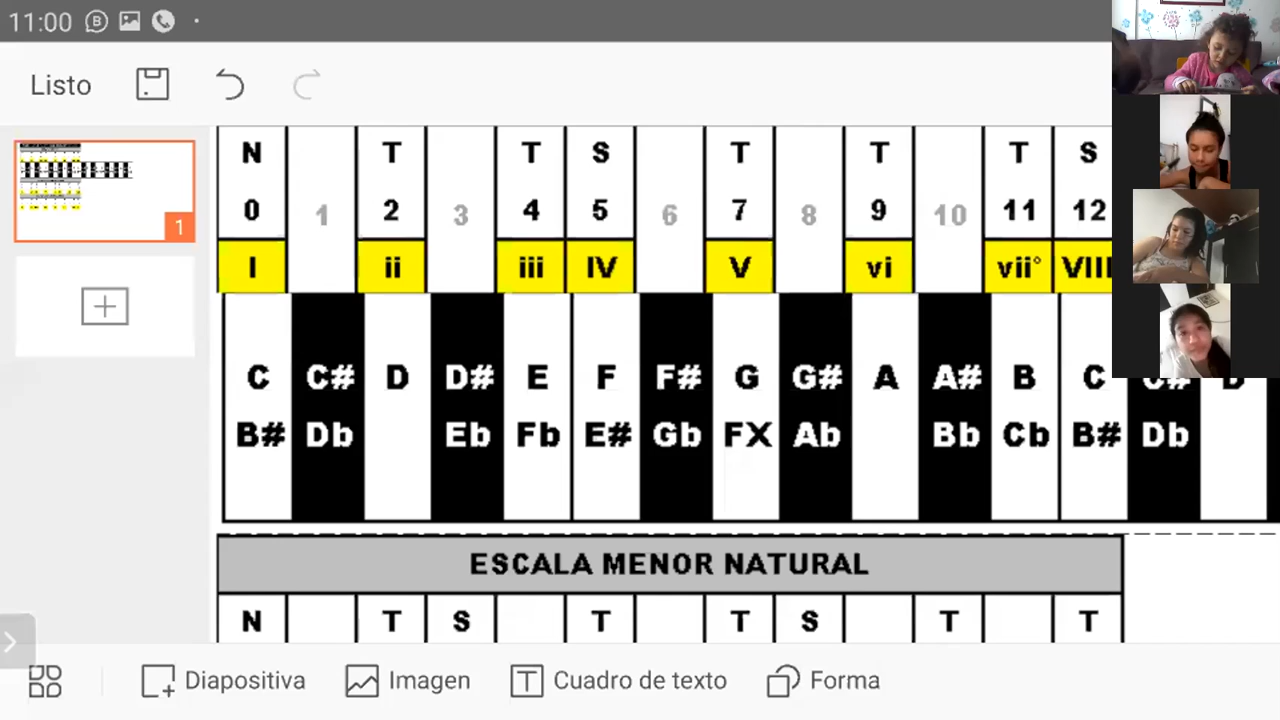 11:00
Listo
1
N T T S T T T S
0 1 2 3 4 5 6 7 8 9 10 11 12
I ii iii IV V vi vii° VIII
C C# D D# E F F# G G# A A# B C C# D
B# Db Eb Fb E# Gb FX Ab Bb Cb B# Db
ESCALA MENOR NATURAL
N T S T T S T T
Diapositiva Imagen Cuadro de texto Forma